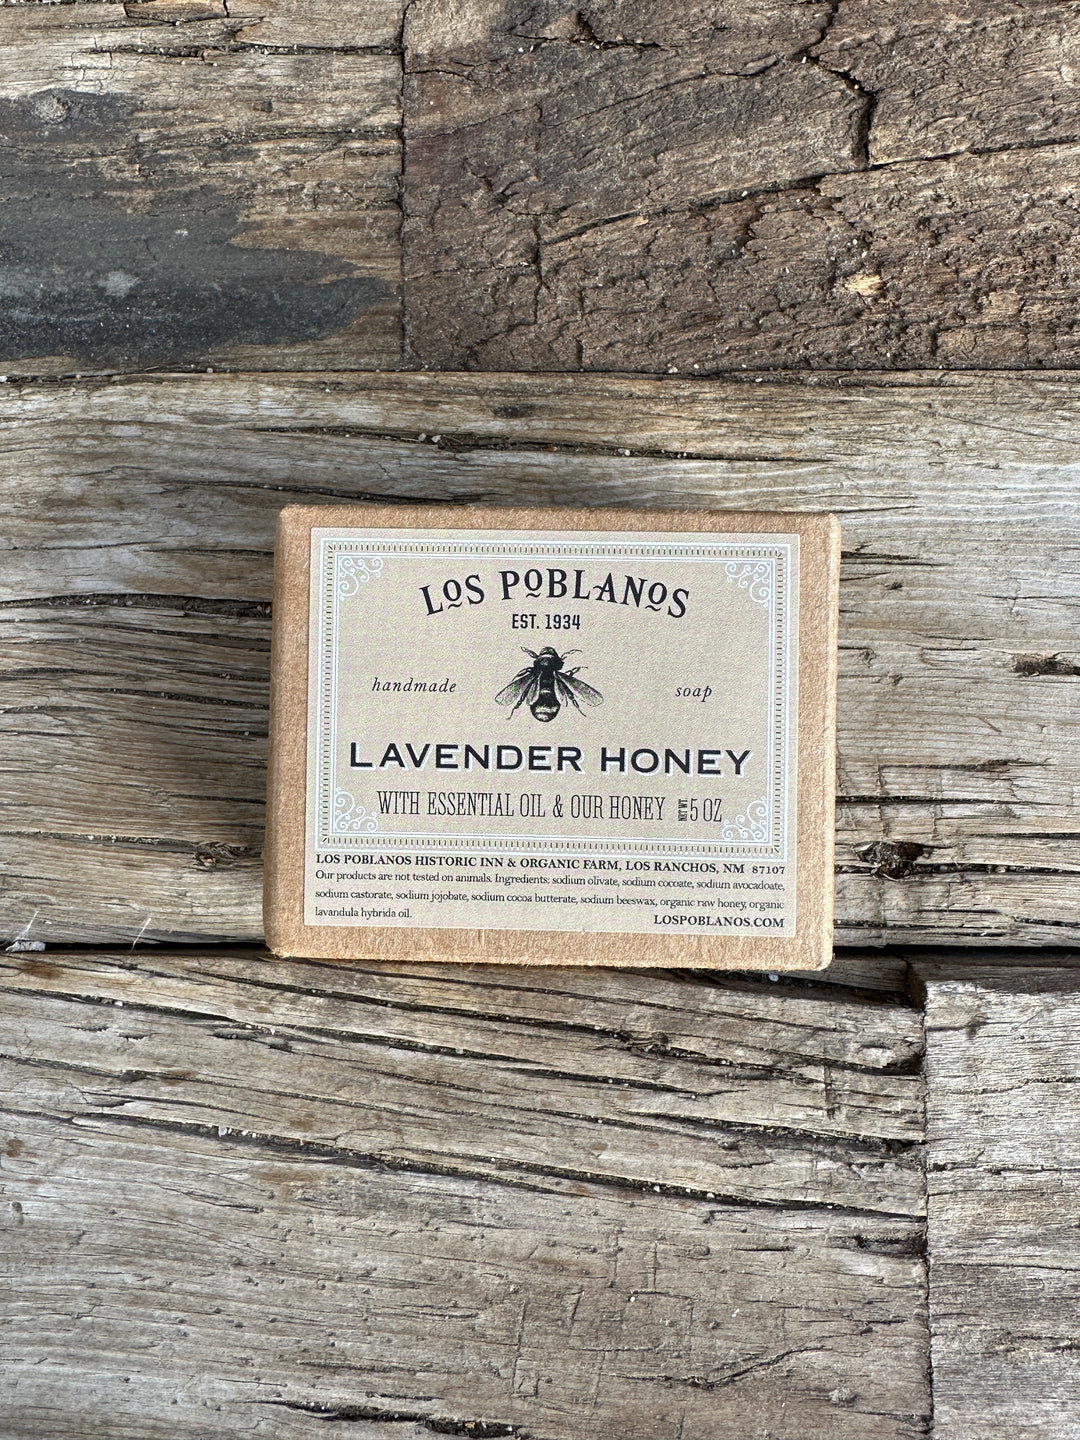 LOS POBLANOS
EST. 1934
handmade soap
LAVENDER HONEY
WITH ESSENTIAL OIL & OUR HONEY NET WT. 5 OZ
LOS POBLANOS HISTORIC INN & ORGANIC FARM, LOS RANCHOS, NM 87107
Our products are not tested on animals. Ingredients: sodium olivate, sodium cocoate, sodium avocadoate,
sodium castorate, sodium jojobate, sodium cocoa butterate, sodium beeswax, organic raw honey, organic
lavandula hybrida oil. LOSPOBLANOS.COM